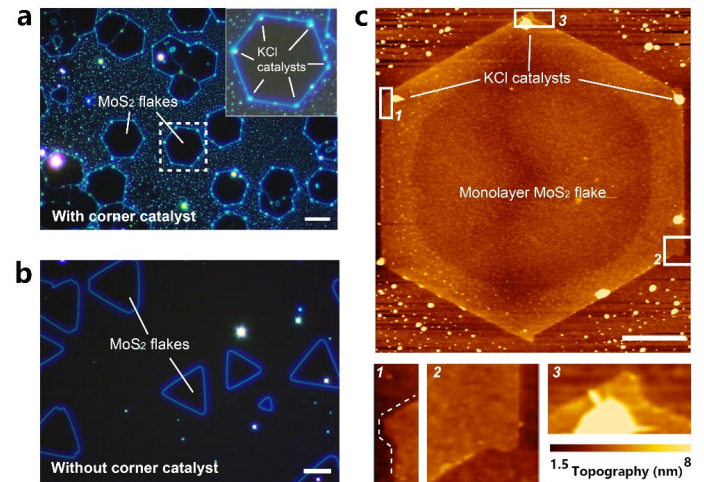 a
KCl
catalysts
MoS2 flakes
With corner catalyst
b
MoS2 flakes
Without corner catalyst
c
3
KCl catalysts
1
Monolayer MoS2 flake
2
1
2
3
1.5
8
Topography (nm)